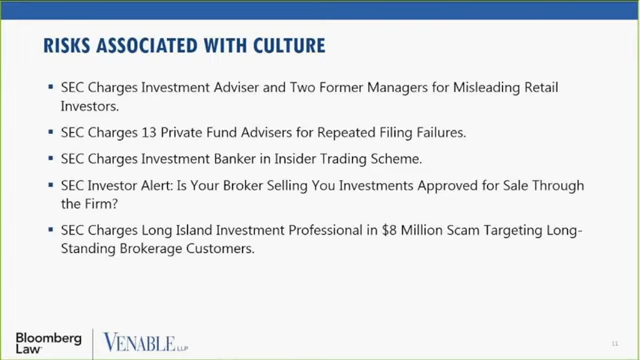 RISKS ASSOCIATED WITH CULTURE
▪ SEC Charges Investment Adviser and Two Former Managers for Misleading Retail
Investors.
▪ SEC Charges 13 Private Fund Advisers for Repeated Filing Failures.
▪ SEC Charges Investment Banker in Insider Trading Scheme.
▪ SEC Investor Alert: Is Your Broker Selling You Investments Approved for Sale Through
the Firm?
▪ SEC Charges Long Island Investment Professional in $8 Million Scam Targeting Long-
Standing Brokerage Customers.
Bloomberg
Law
VENABLE LLP
11